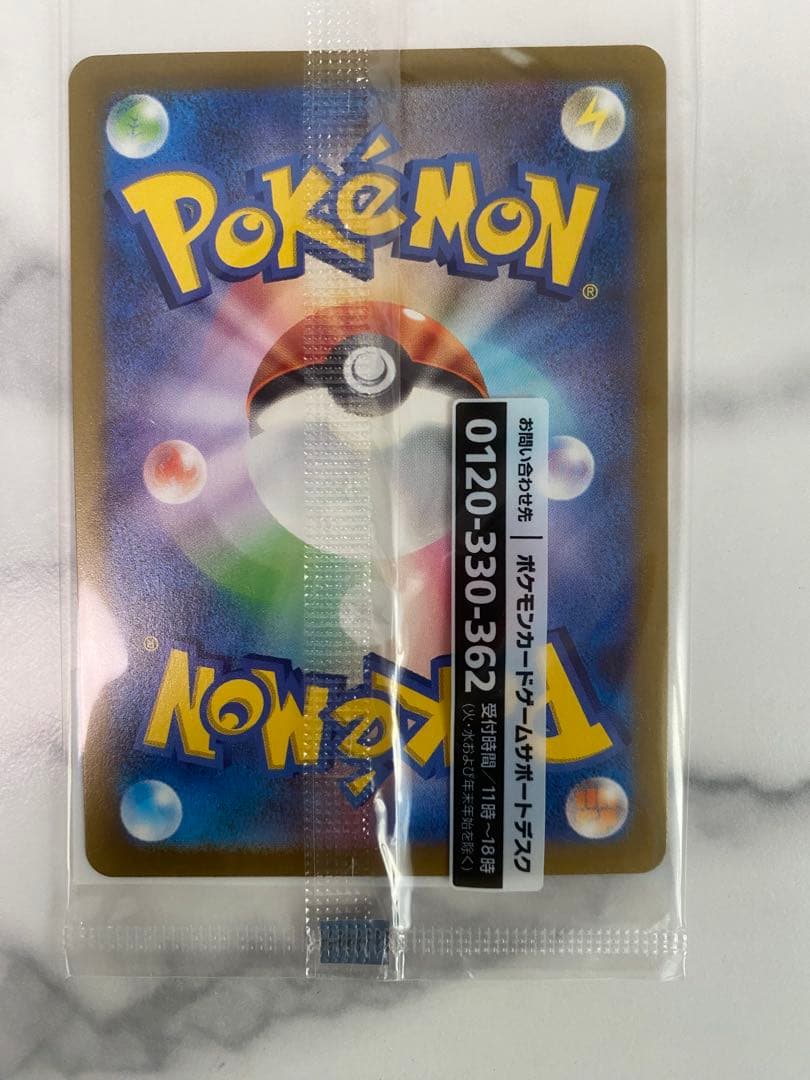 POKéMON
®
お問い合わせ先 | ポケモンカードゲームサポートデスク
0120-330-362 受付時間/11時~18時
(火・水および年末年始を除く)
POKéMON
®